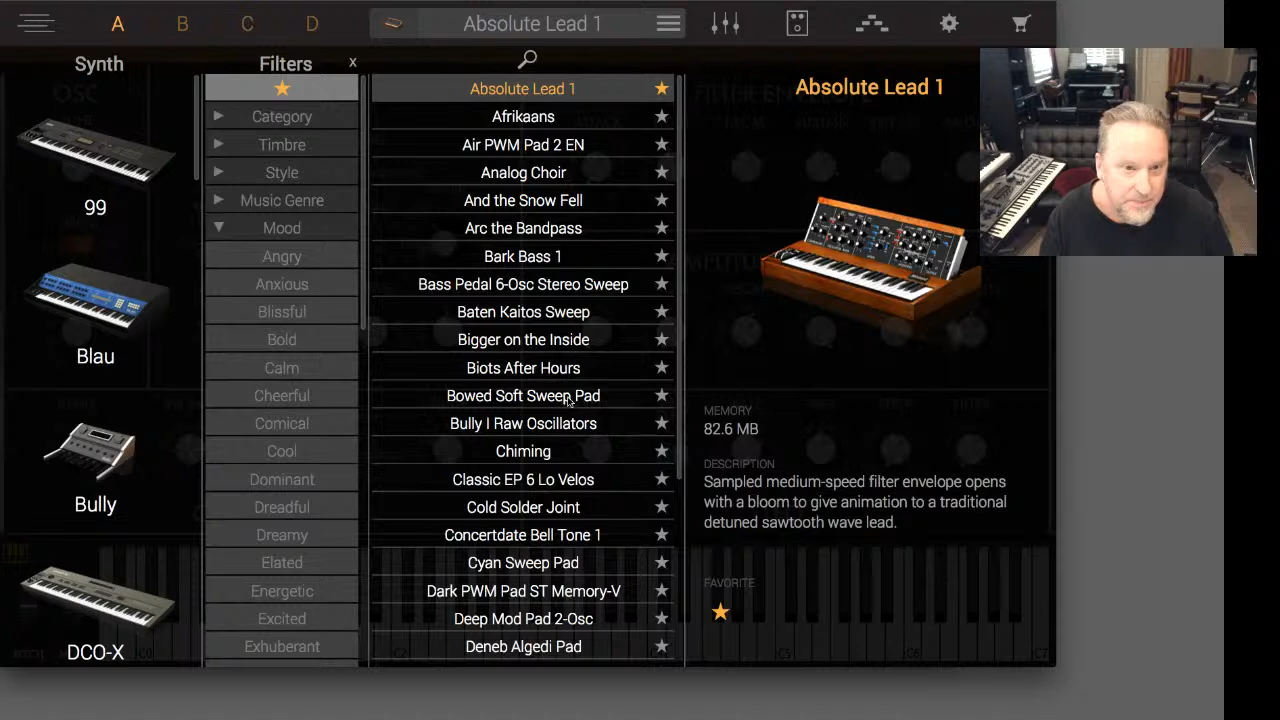 A
B
C
D
Absolute Lead 1
Synth
99
Blau
Bully
DCO-X
Filters
x
Category
Timbre
Style
Music Genre
Mood
Angry
Anxious
Blissful
Bold
Calm
Cheerful
Comical
Cool
Dominant
Dreadful
Dreamy
Elated
Energetic
Excited
Exhuberant
Absolute Lead 1
Afrikaans
Air PWM Pad 2 EN
Analog Choir
And the Snow Fell
Arc the Bandpass
Bark Bass 1
Bass Pedal 6-Osc Stereo Sweep
Baten Kaitos Sweep
Bigger on the Inside
Biots After Hours
Bowed Soft Sweep Pad
Bully I Raw Oscillators
Chiming
Classic EP 6 Lo Velos
Cold Solder Joint
Concertdate Bell Tone 1
Cyan Sweep Pad
Dark PWM Pad ST Memory-V
Deep Mod Pad 2-Osc
Deneb Algedi Pad
Absolute Lead 1
MEMORY
82.6 MB
DESCRIPTION
Sampled medium-speed filter envelope opens
with a bloom to give animation to a traditional
detuned sawtooth wave lead.
FAVORITE
C2
C5
C6
C7